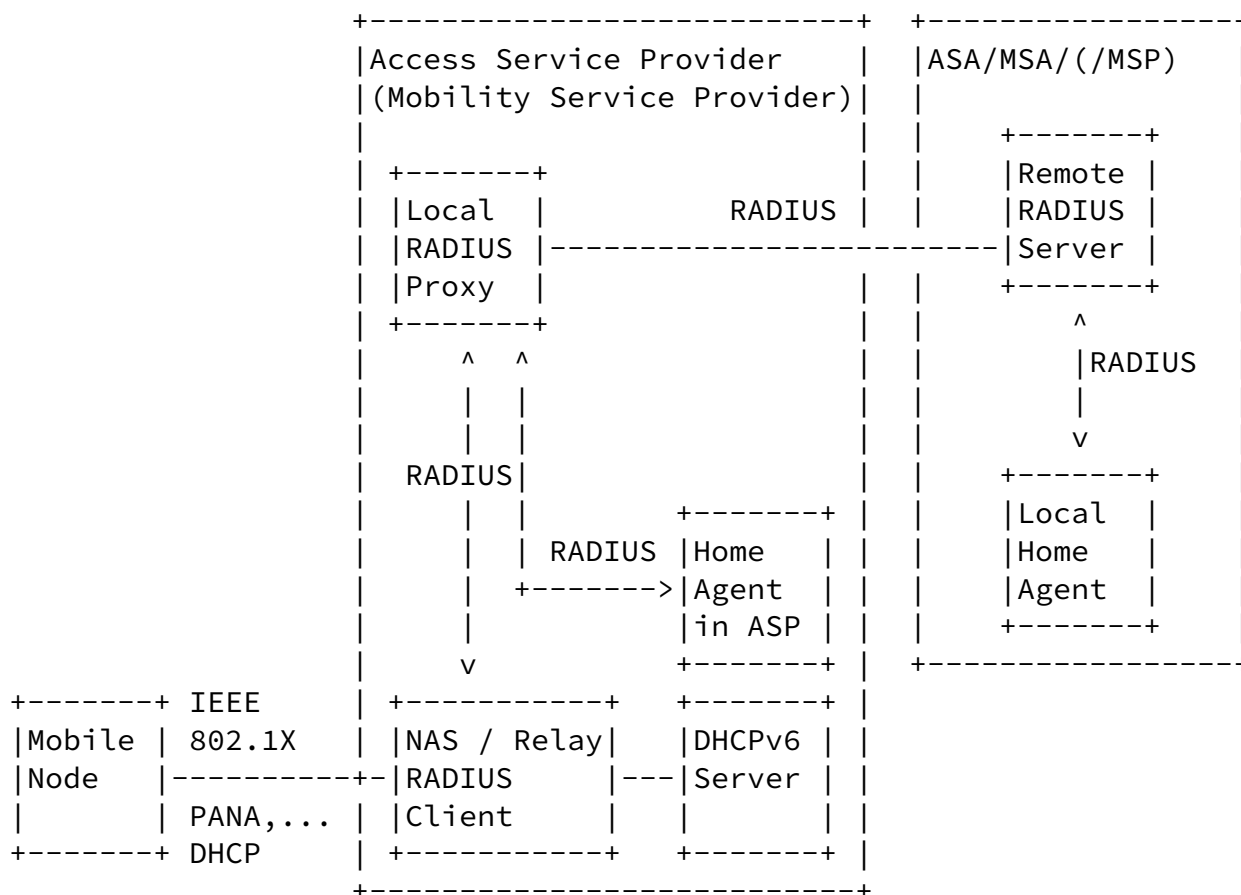 Access Service Provider
(Mobility Service Provider)
ASA/MSA/(/MSP)
Local
RADIUS
Proxy
RADIUS
Remote
RADIUS
Server
RADIUS
RADIUS
RADIUS
Home
Agent
in ASP
Local
Home
Agent
Mobile
Node
IEEE
802.1X
PANA,...
DHCP
NAS / Relay
RADIUS
Client
DHCPv6
Server